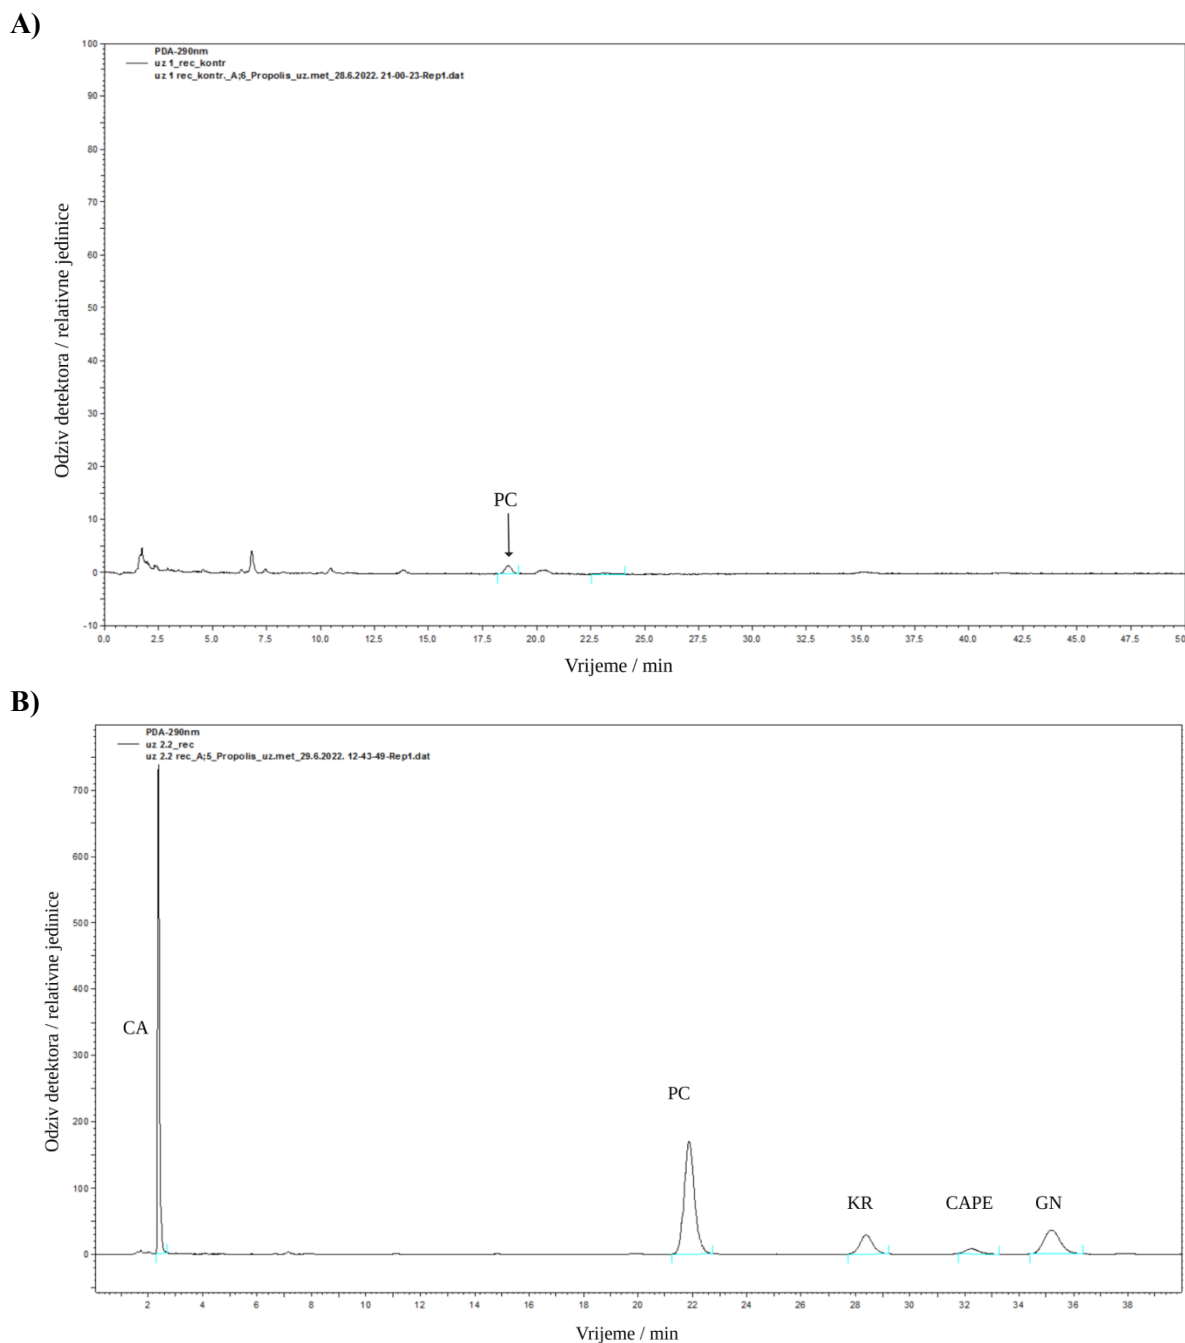 A)
PDA-290nm
uz 1_rec_kontr
uz 1 rec_kontr._A;6_Propolis_uz.met_28.6.2022. 21-00-23-Rep1.dat
100
90
80
70
60
50
40
30
20
10
0
-10
Odziv detektora / relativne jedinice
PC
0.0 2.5 5.0 7.5 10.0 12.5 15.0 17.5 20.0 22.5 25.0 27.5 30.0 32.5 35.0 37.5 40.0 42.5 45.0 47.5 50
Vrijeme / min
B)
PDA-290nm
uz 2.2_rec
uz 2.2 rec_A;5_Propolis_uz.met_29.6.2022. 12-43-49-Rep1.dat
700
600
500
400
300
200
100
0
Odziv detektora / relativne jedinice
CA
PC
KR CAPE GN
2 4 6 8 10 12 14 16 18 20 22 24 26 28 30 32 34 36 38
Vrijeme / min